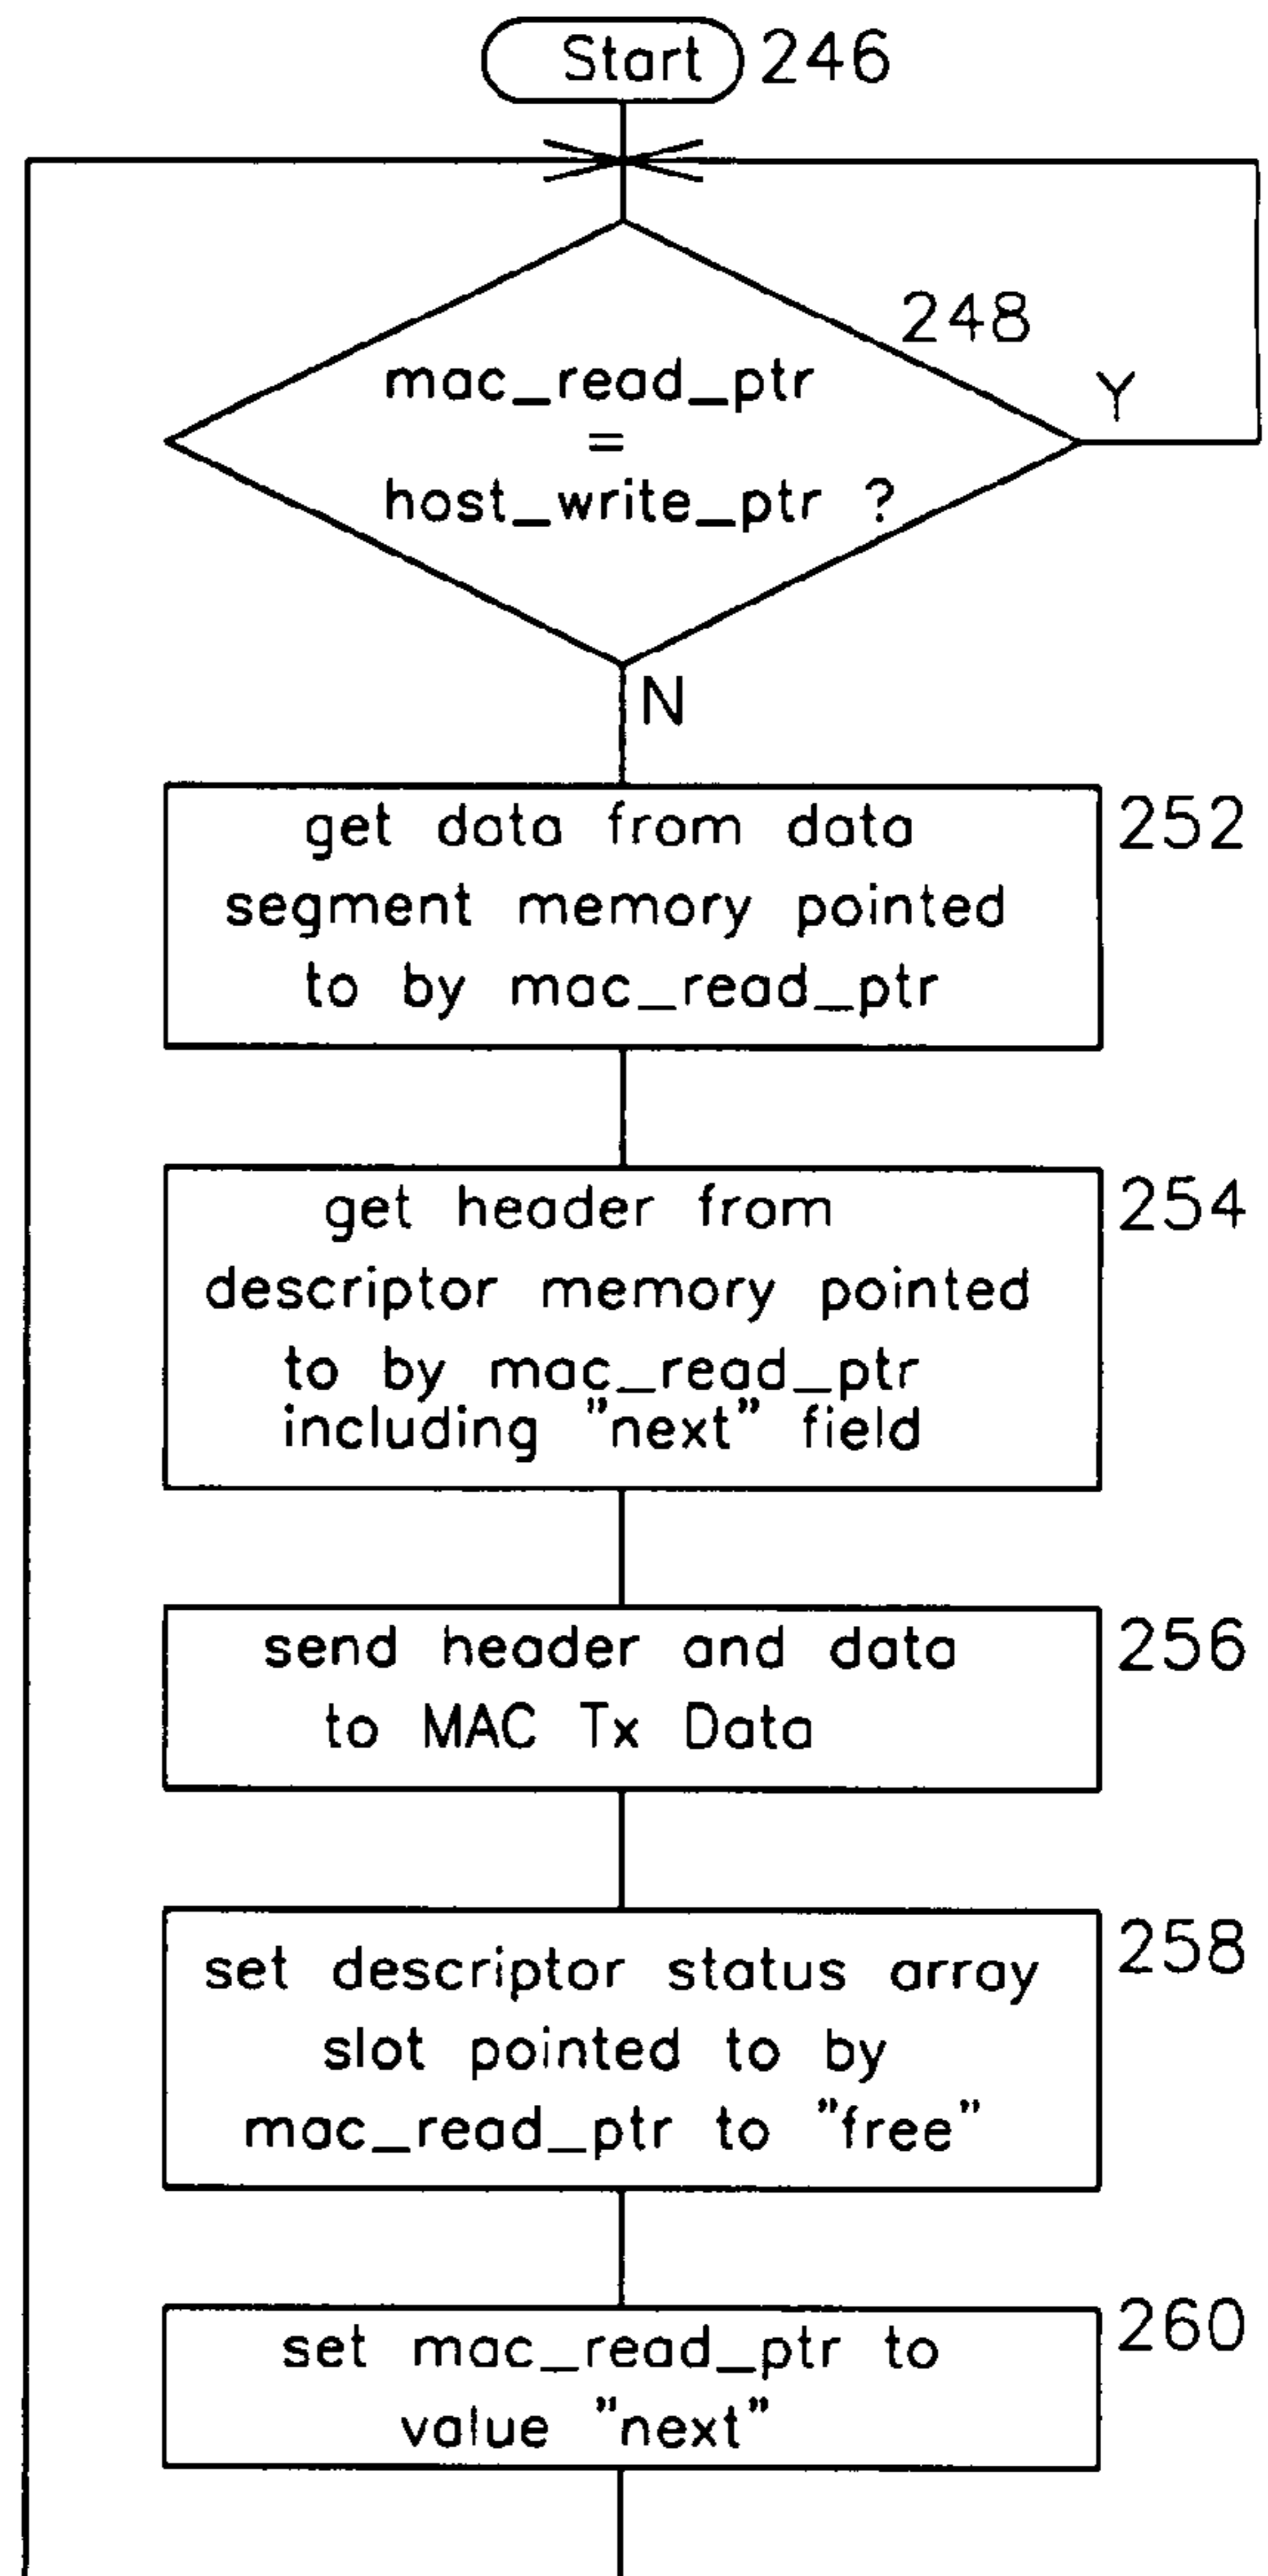 Start 246
248
mac_read_ptr
=
host_write_ptr ?
Y
N
get data from data
segment memory pointed
to by mac_read_ptr
252
get header from
descriptor memory pointed
to by mac_read_ptr
including "next" field
254
send header and data
to MAC Tx Data
256
set descriptor status array
slot pointed to by
mac_read_ptr to "free"
258
set mac_read_ptr to
value "next"
260